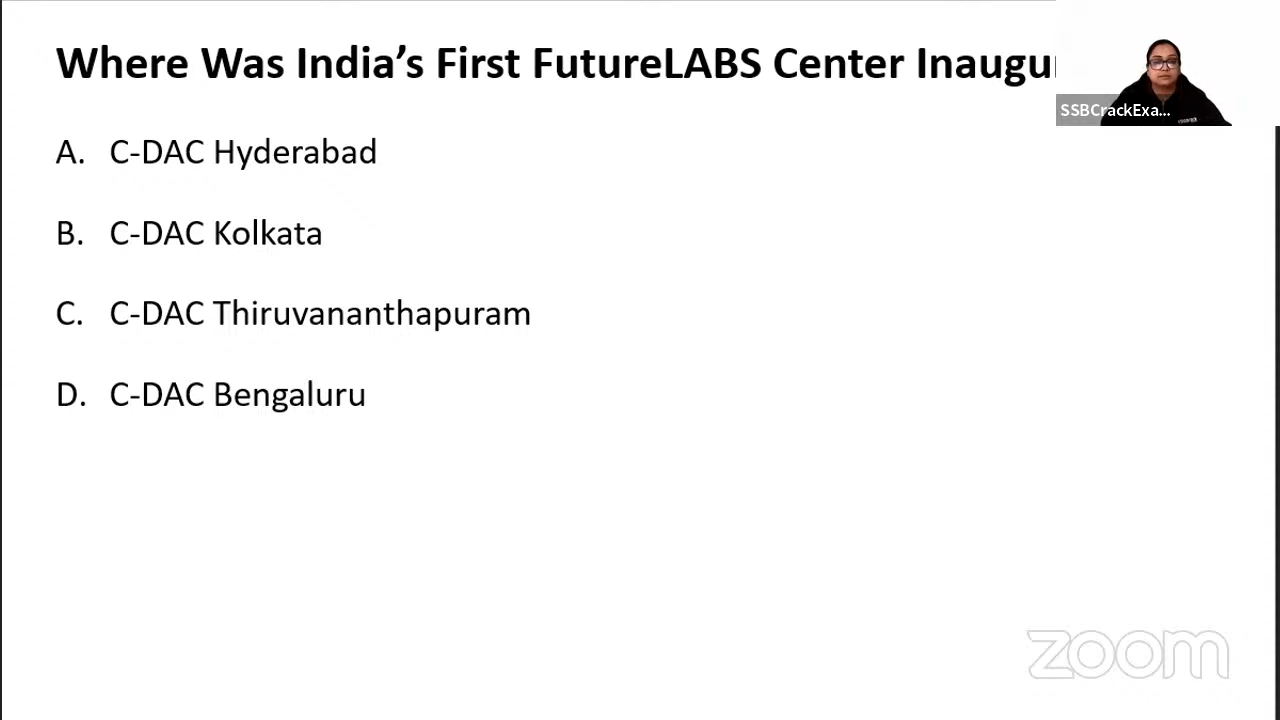 Where Was India's First FutureLABS Center Inaugu
SSBCrackExa...
A. C-DAC Hyderabad
B. C-DAC Kolkata
C. C-DAC Thiruvananthapuram
D. C-DAC Bengaluru
zoom